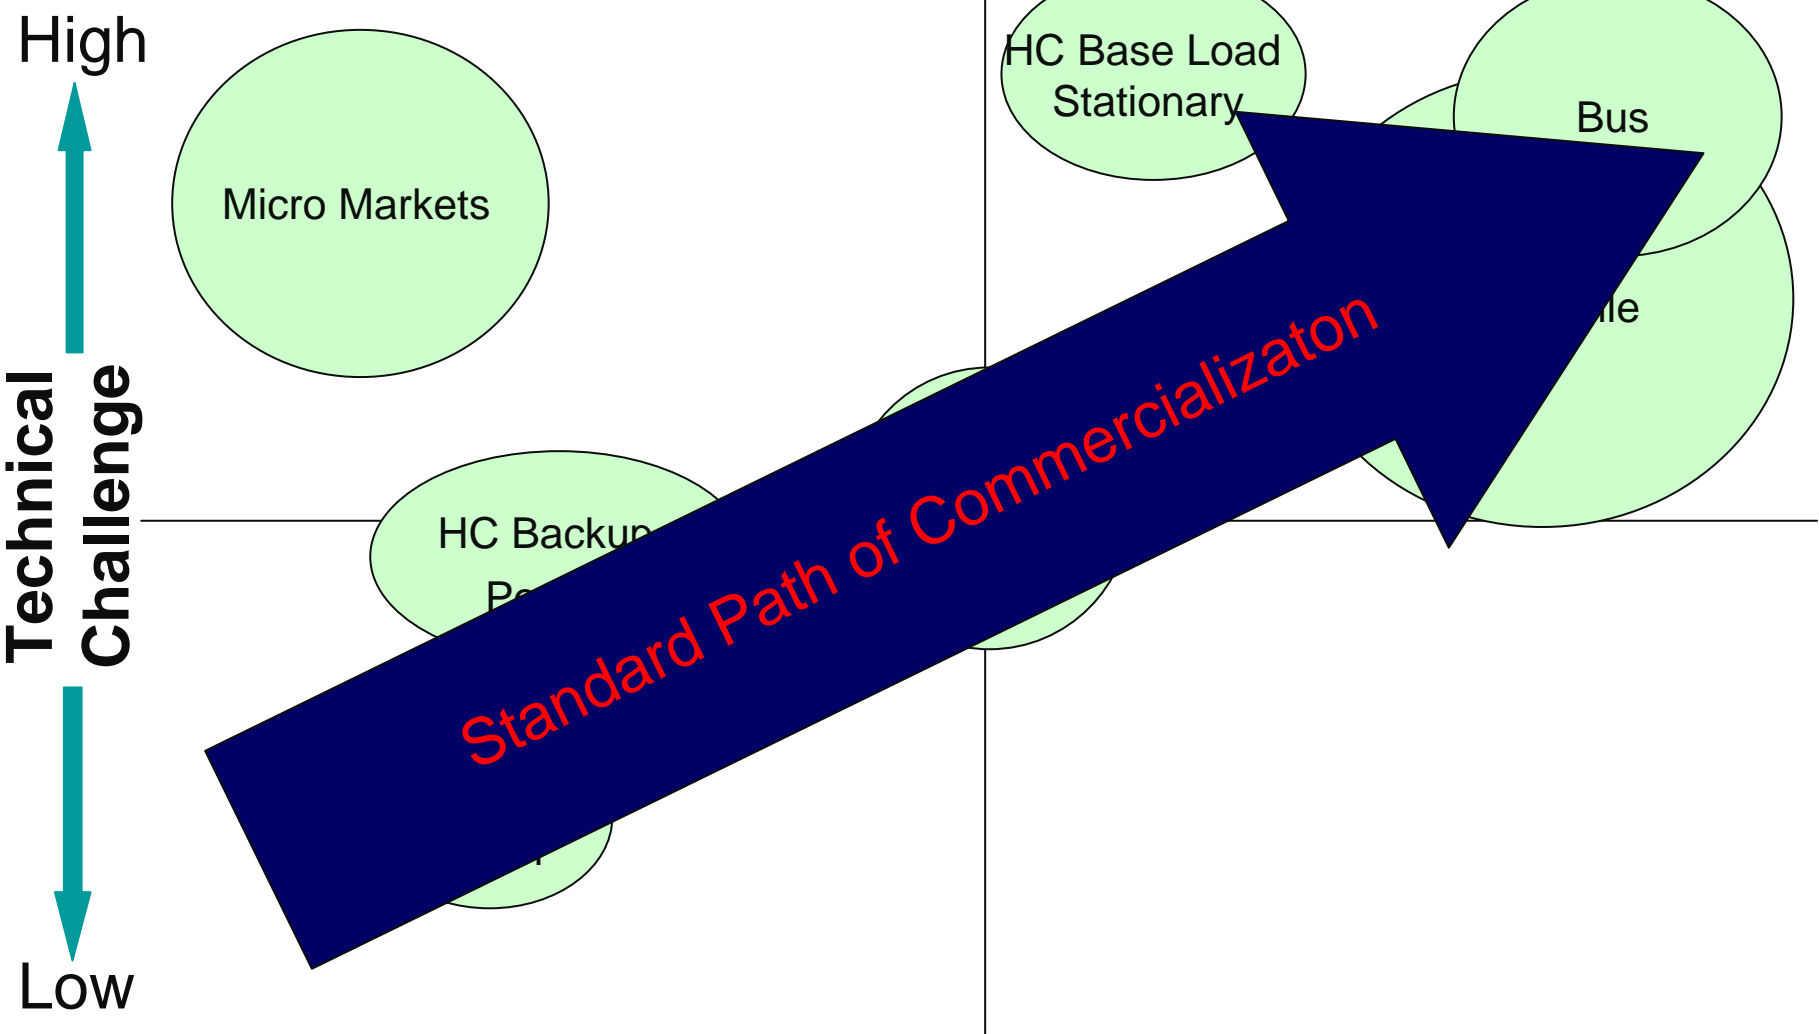 High
HC Base Load
Stationary
Bus
Micro Markets
Technical
Challenge
HC Backup
Standard Path of Commercializaton
Low